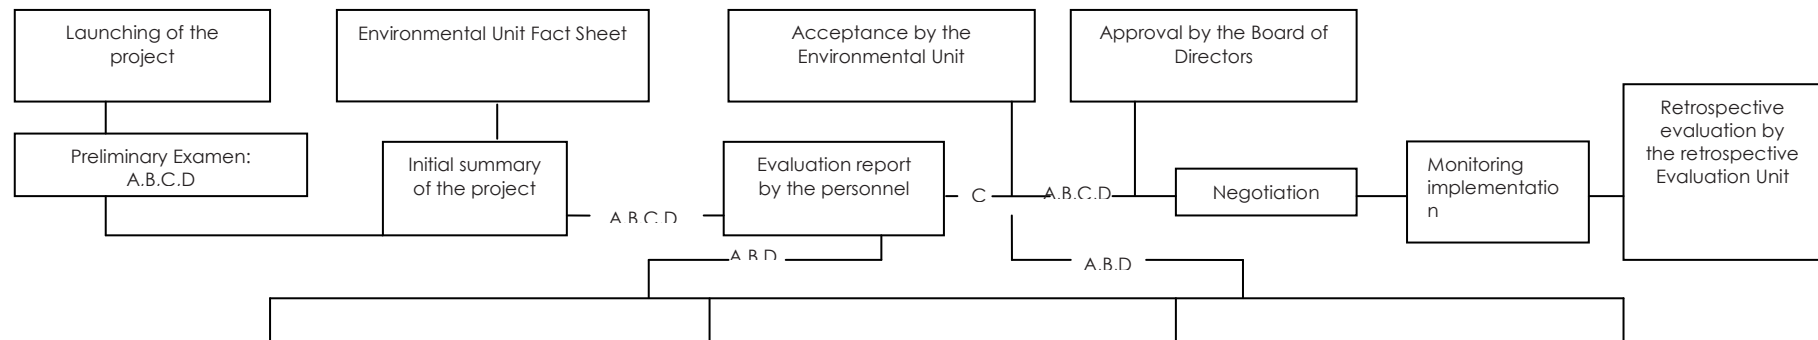 Launching of the
project
Environmental Unit Fact Sheet
Acceptance by the
Environmental Unit
Approval by the Board of
Directors
Retrospective
evaluation by
the retrospective
Evaluation Unit
Preliminary Examen:
A.B.C.D
Initial summary
of the project
Evaluation report
by the personnel
Monitoring
implementatio
n
C
A.B.C.D
Negotiation
A.B.C.D
A.B.D
A.B.D